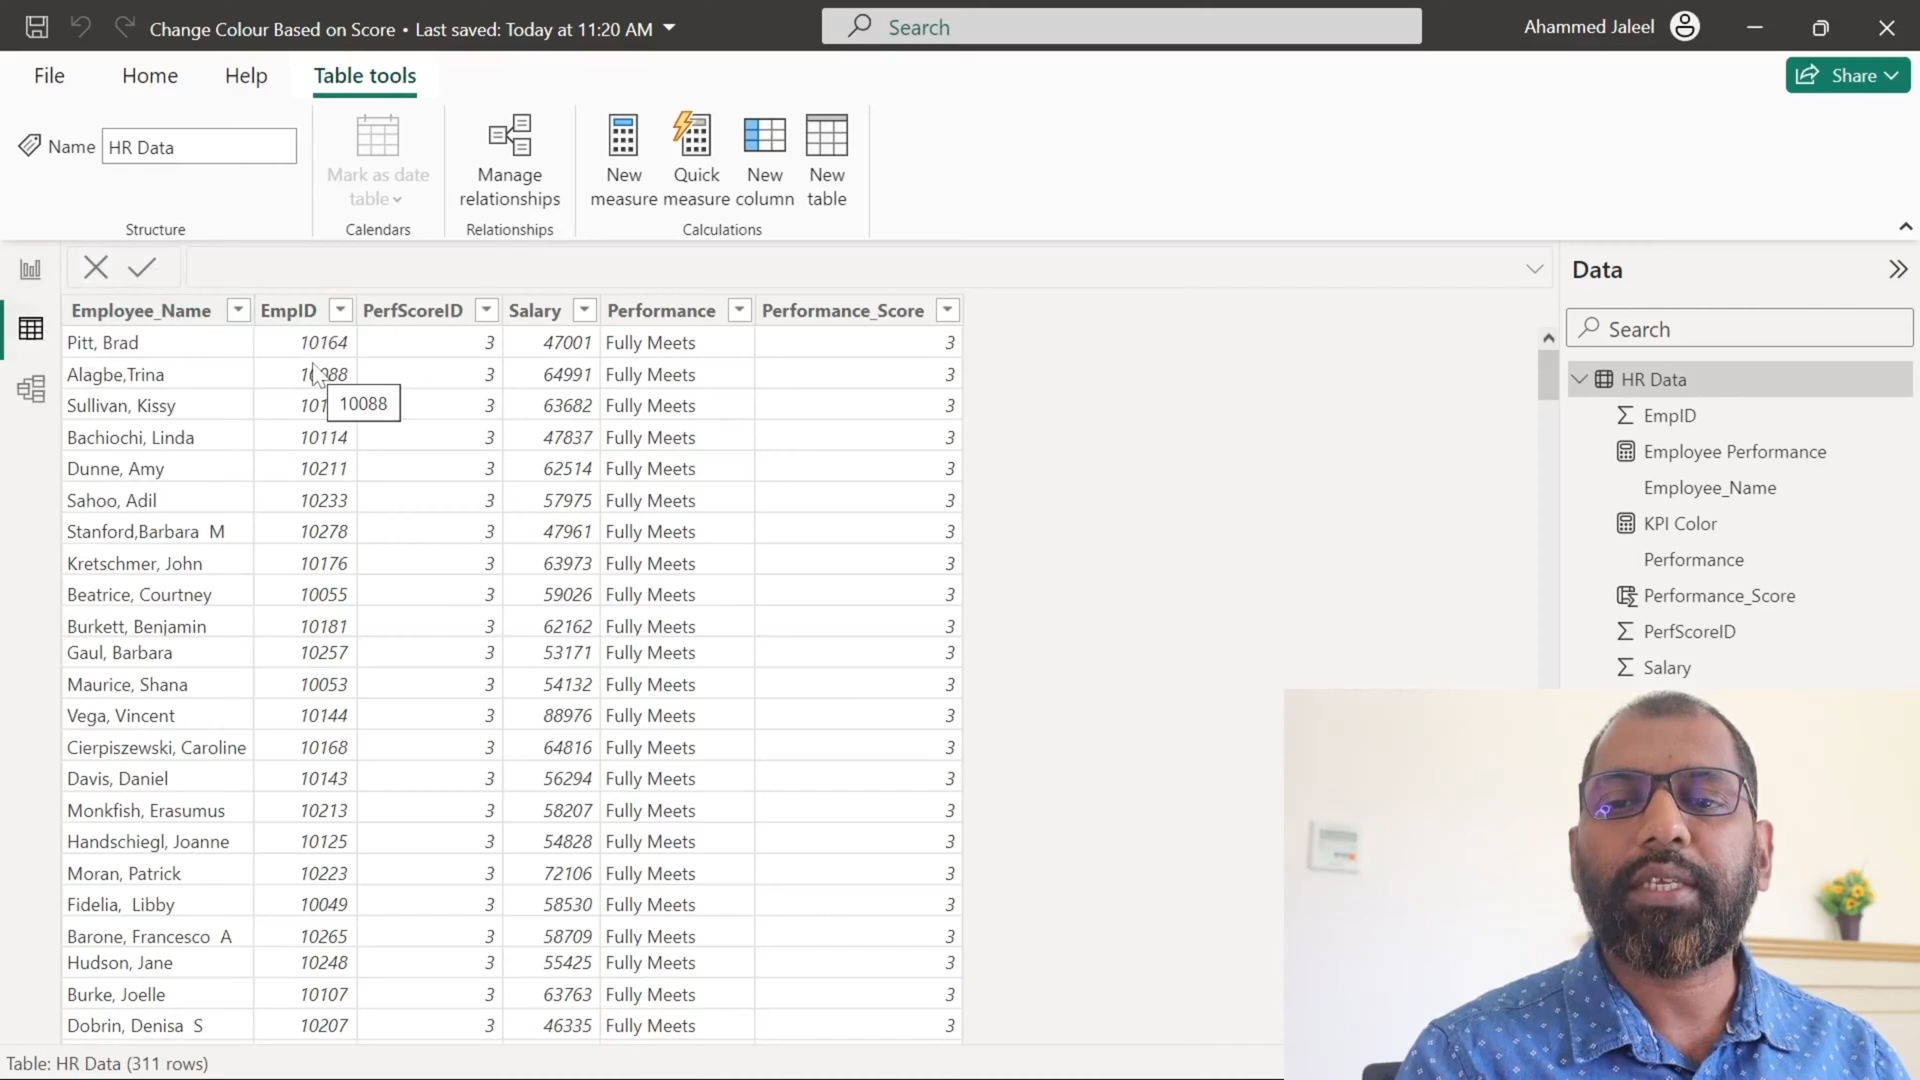 Change Colour Based on Score • Last saved: Today at 11:20 AM
Search
Ahammed Jaleel
File Home Help Table tools
Share
Name HR Data
Mark as date table
Manage relationships
New measure
Quick measure
New column
New table
Structure Calendars Relationships Calculations
Data
Employee_Name EmpID PerfScoreID Salary Performance Performance_Score
Pitt, Brad 10164 3 47001 Fully Meets 3
Alagbe,Trina 10088 3 64991 Fully Meets 3
10088
Sullivan, Kissy 3 63682 Fully Meets 3
Bachiochi, Linda 10114 3 47837 Fully Meets 3
Dunne, Amy 10211 3 62514 Fully Meets 3
Sahoo, Adil 10233 3 57975 Fully Meets 3
Stanford,Barbara M 10278 3 47961 Fully Meets 3
Kretschmer, John 10176 3 63973 Fully Meets 3
Beatrice, Courtney 10055 3 59026 Fully Meets 3
Burkett, Benjamin 10181 3 62162 Fully Meets 3
Gaul, Barbara 10257 3 53171 Fully Meets 3
Maurice, Shana 10053 3 54132 Fully Meets 3
Vega, Vincent 10144 3 88976 Fully Meets 3
Cierpiszewski, Caroline 10168 3 64816 Fully Meets 3
Davis, Daniel 10143 3 56294 Fully Meets 3
Monkfish, Erasumus 10213 3 58207 Fully Meets 3
Handschiegl, Joanne 10125 3 54828 Fully Meets 3
Moran, Patrick 10223 3 72106 Fully Meets 3
Fidelia, Libby 10049 3 58530 Fully Meets 3
Barone, Francesco A 10265 3 58709 Fully Meets 3
Hudson, Jane 10248 3 55425 Fully Meets 3
Burke, Joelle 10107 3 63763 Fully Meets 3
Dobrin, Denisa S 10207 3 46335 Fully Meets 3
Search
HR Data
EmpID
Employee Performance
Employee_Name
KPI Color
Performance
Performance_Score
PerfScoreID
Salary
Table: HR Data (311 rows)